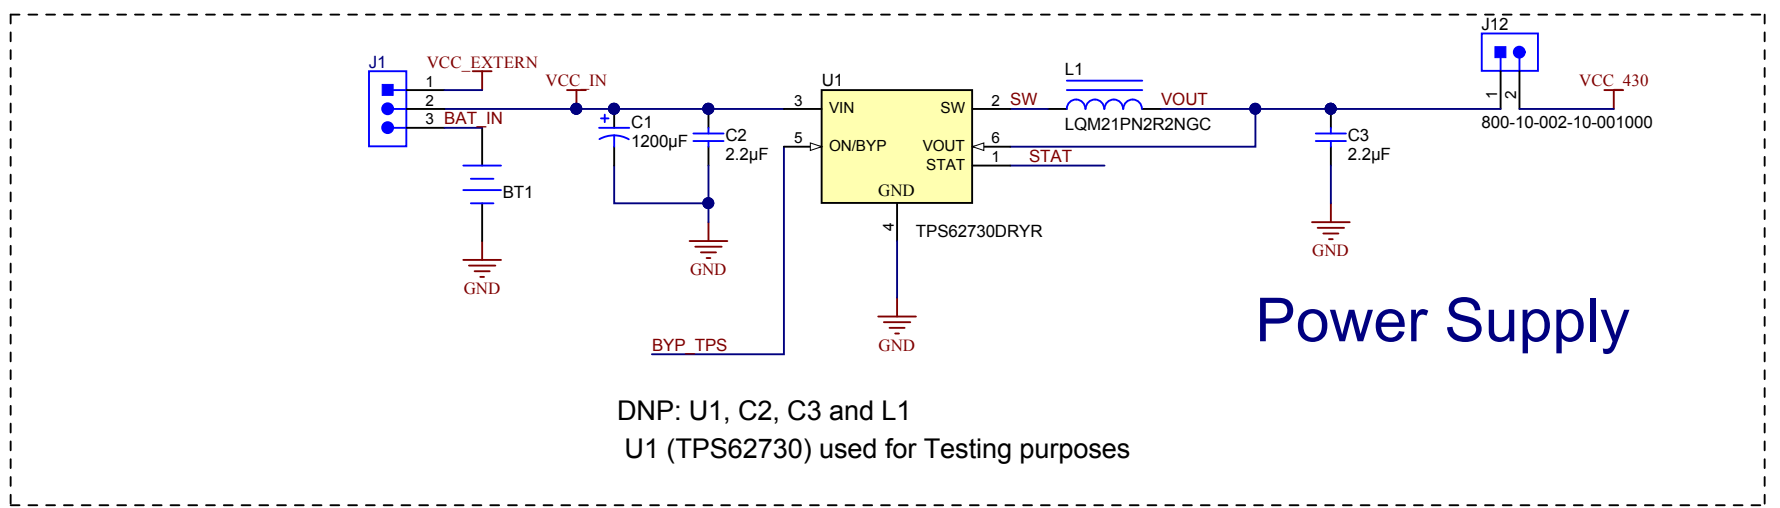 J1
VCC_EXTERN
1
2
3
BAT_IN
VCC_IN
BT1
GND
+
C1
1200µF
C2
2.2µF
GND
BYP_TPS
U1
3
VIN
5
ON/BYP
SW
2
SW
VOUT
6
STAT
1
STAT
GND
4
TPS62730DRYR
GND
L1
VOUT
LQM21PN2R2NGC
C3
2.2µF
GND
J12
1
2
VCC_430
800-10-002-10-001000
Power Supply
DNP: U1, C2, C3 and L1
U1 (TPS62730) used for Testing purposes